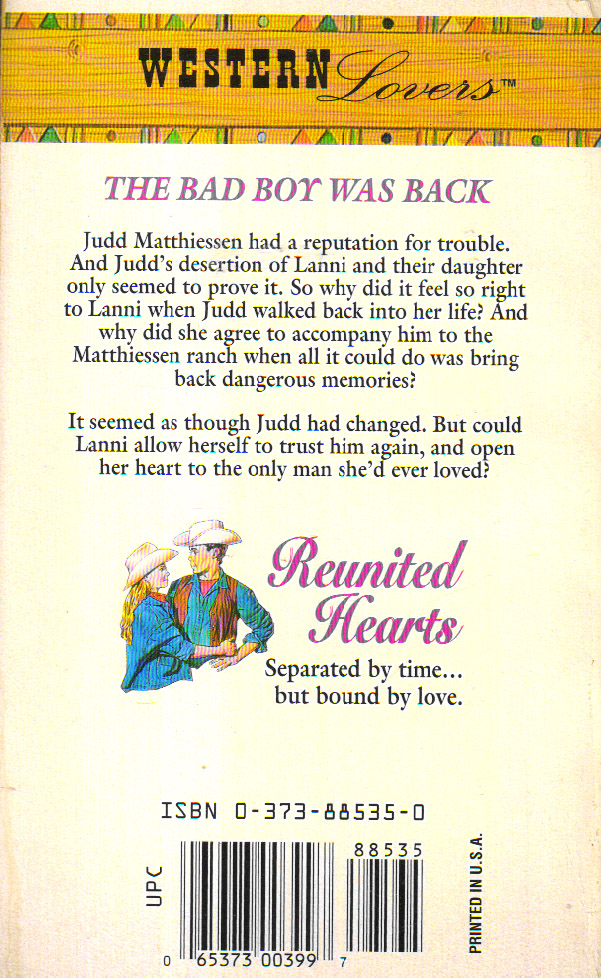 WESTERN Lovers™
THE BAD BOY WAS BACK
Judd Matthiessen had a reputation for trouble.
And Judd's desertion of Lanni and their daughter
only seemed to prove it. So why did it feel so right
to Lanni when Judd walked back into her life? And
why did she agree to accompany him to the
Matthiessen ranch when all it could do was bring
back dangerous memories?
It seemed as though Judd had changed. But could
Lanni allow herself to trust him again, and open
her heart to the only man she'd ever loved?
Reunited
Hearts
Separated by time...
but bound by love.
ISBN 0-373-88535-0
88535
UPC
0 65373 00399 7
PRINTED IN U.S.A.